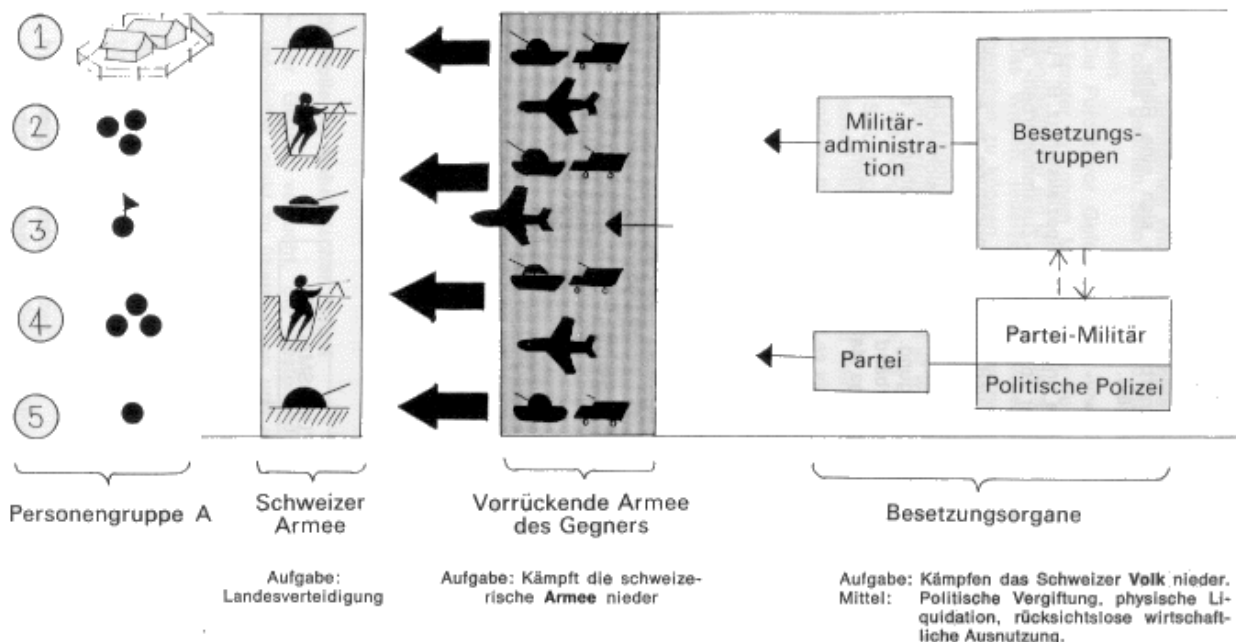 1
2
3
4
5
Militär-
administra-
tion
Besetzungs-
truppen
Partei
Partei-Militär
Politische Polizei
Personengruppe A
Schweizer
Armee
Aufgabe:
Landesverteidigung
Vorrückende Armee
des Gegners
Aufgabe: Kämpft die schweize-
rische Armee nieder
Besetzungsorgane
Aufgabe: Kämpfen das Schweizer Volk nieder.
Mittel: Politische Vergiftung, physische Li-
quidation, rücksichtslose wirtschaft-
liche Ausnutzung.